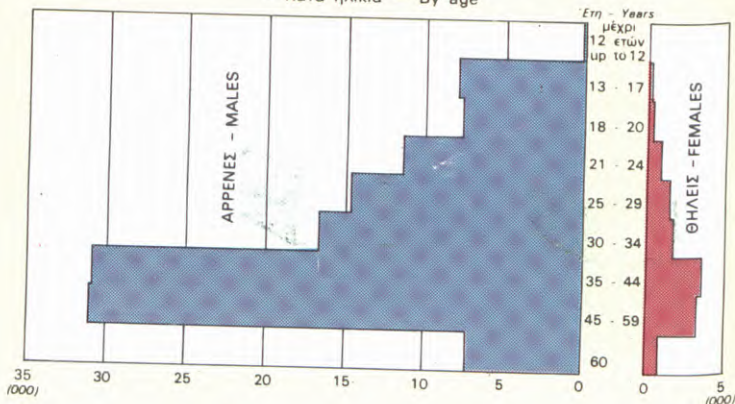 By age
Έτη - Years
μέχρι
12 ετών
up to 12
13 - 17
18 - 20
21 - 24
25 - 29
30 - 34
35 - 44
45 - 59
60
ΑΡΡΕΝΕΣ - MALES
ΘΗΛΕΙΣ - FEMALES
35 30 25 20 15 10 5 0
0 5
(000) (000)